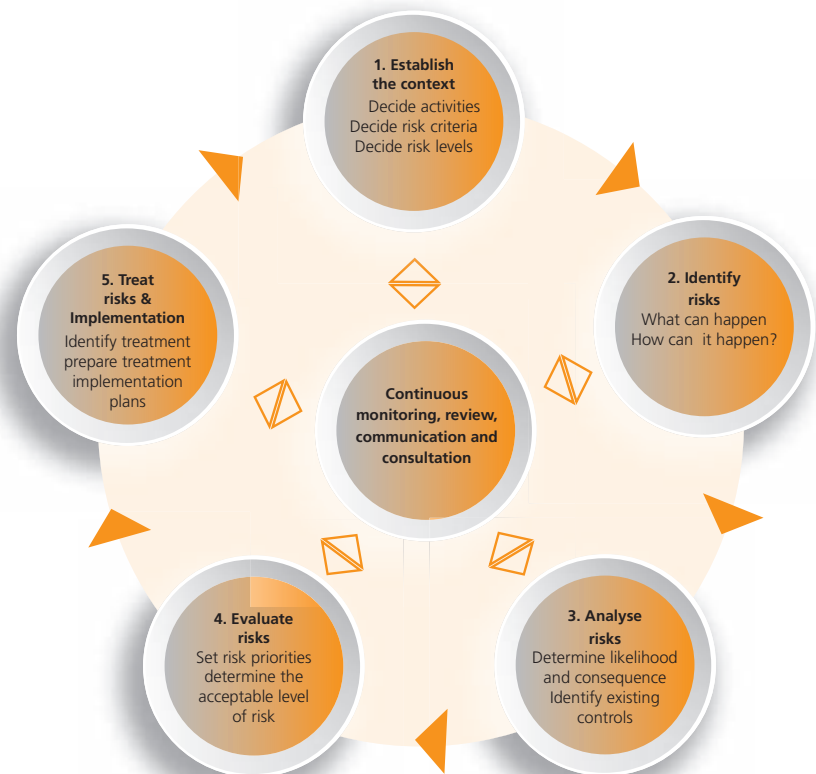 1. Establish
the context
Decide activities
Decide risk criteria
Decide risk levels
2. Identify
risks
What can happen
How can it happen?
3. Analyse
risks
Determine likelihood
and consequence
Identify existing
controls
4. Evaluate
risks
Set risk priorities
determine the
acceptable level
of risk
5. Treat
risks &
Implementation
Identify treatment
prepare treatment
implementation
plans
Continuous
monitoring, review,
communication and
consultation